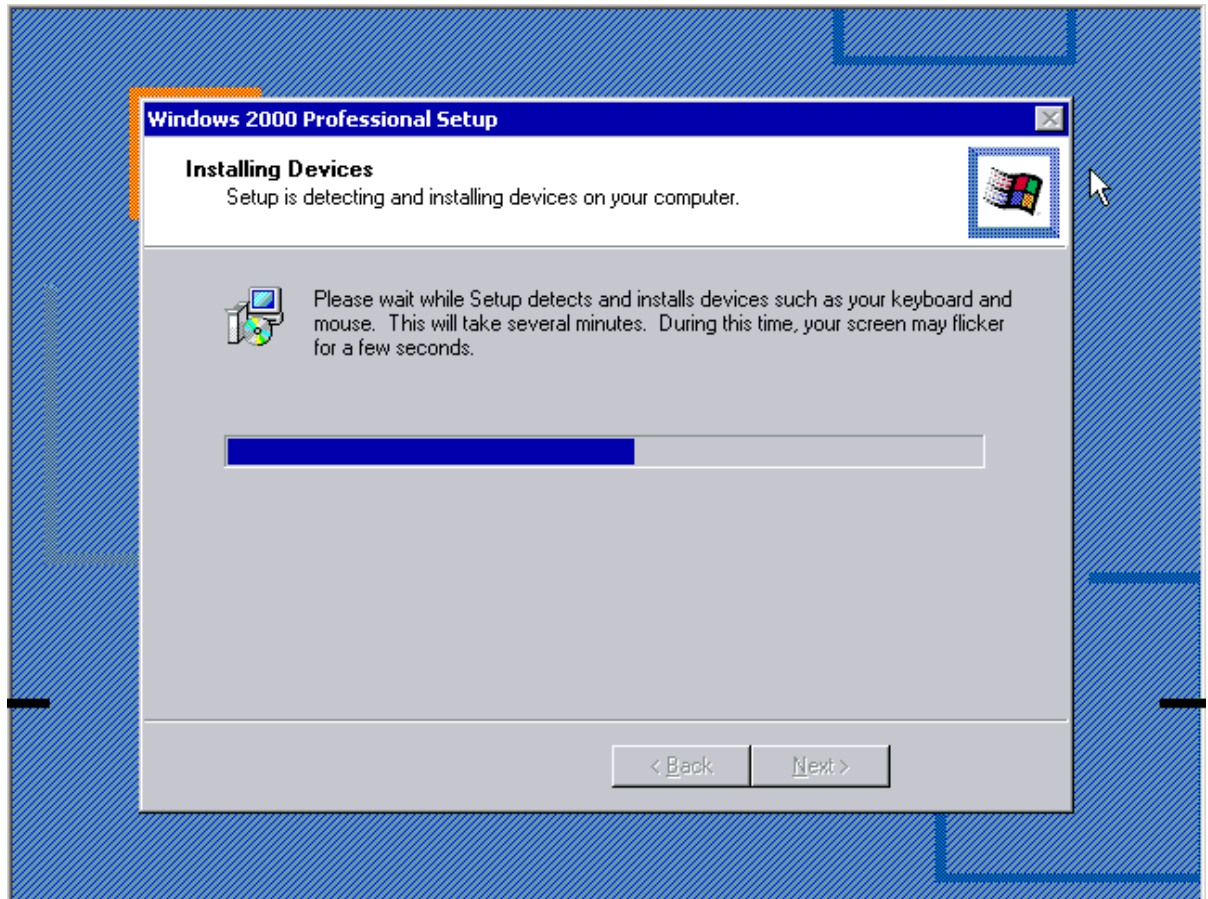 Windows 2000 Professional Setup
Installing Devices
Setup is detecting and installing devices on your computer.
Please wait while Setup detects and installs devices such as your keyboard and
mouse. This will take several minutes. During this time, your screen may flicker
for a few seconds.
< Back
Next >